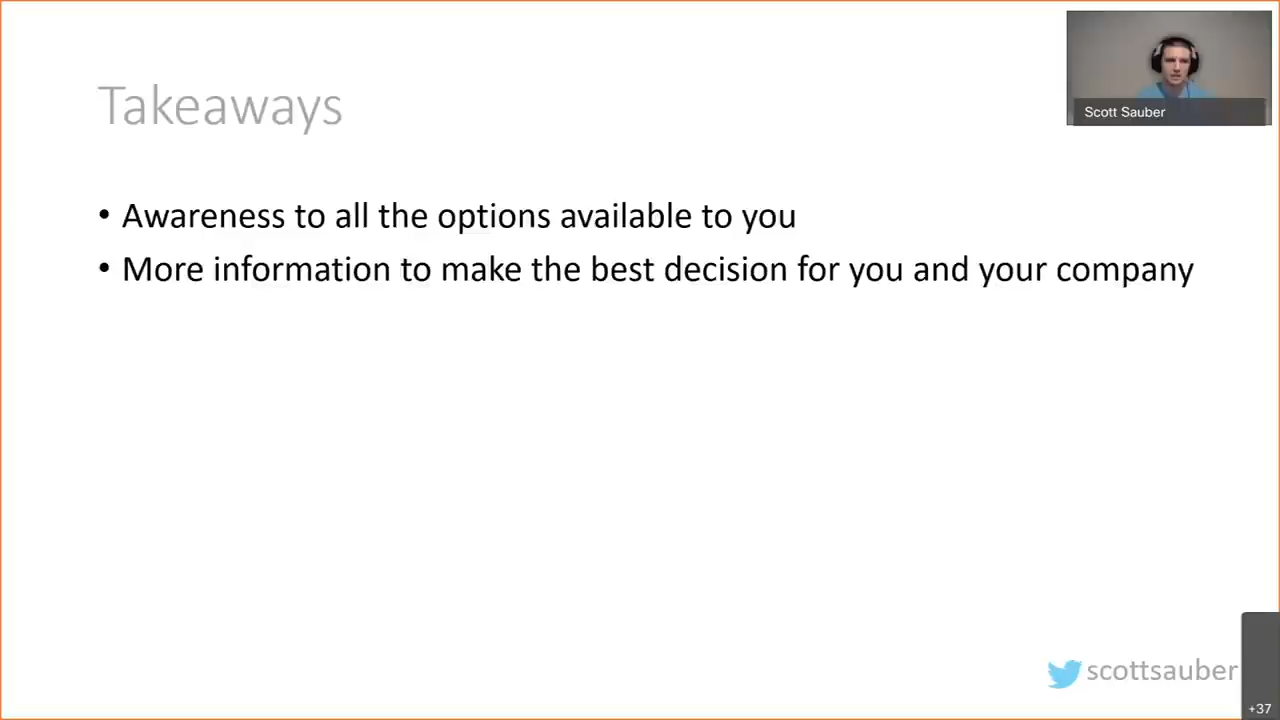 Takeaways
Scott Sauber
• Awareness to all the options available to you
• More information to make the best decision for you and your company
scottsauber
+37